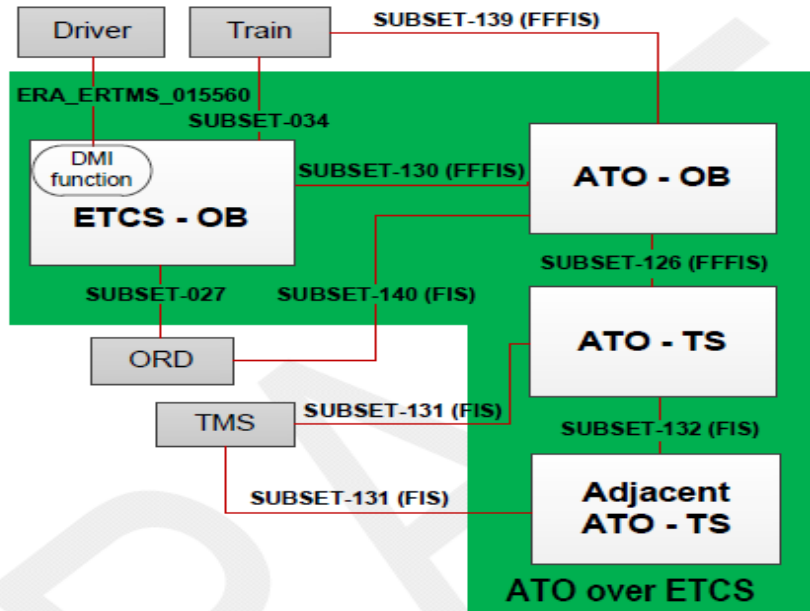 Driver
Train
SUBSET-139 (FFFIS)
ERA_ERTMS_015560
SUBSET-034
DMI
function
ETCS - OB
SUBSET-130 (FFFIS)
ATO - OB
SUBSET-027
SUBSET-140 (FIS)
SUBSET-126 (FFFIS)
ORD
ATO - TS
TMS
SUBSET-131 (FIS)
SUBSET-132 (FIS)
SUBSET-131 (FIS)
Adjacent
ATO - TS
ATO over ETCS